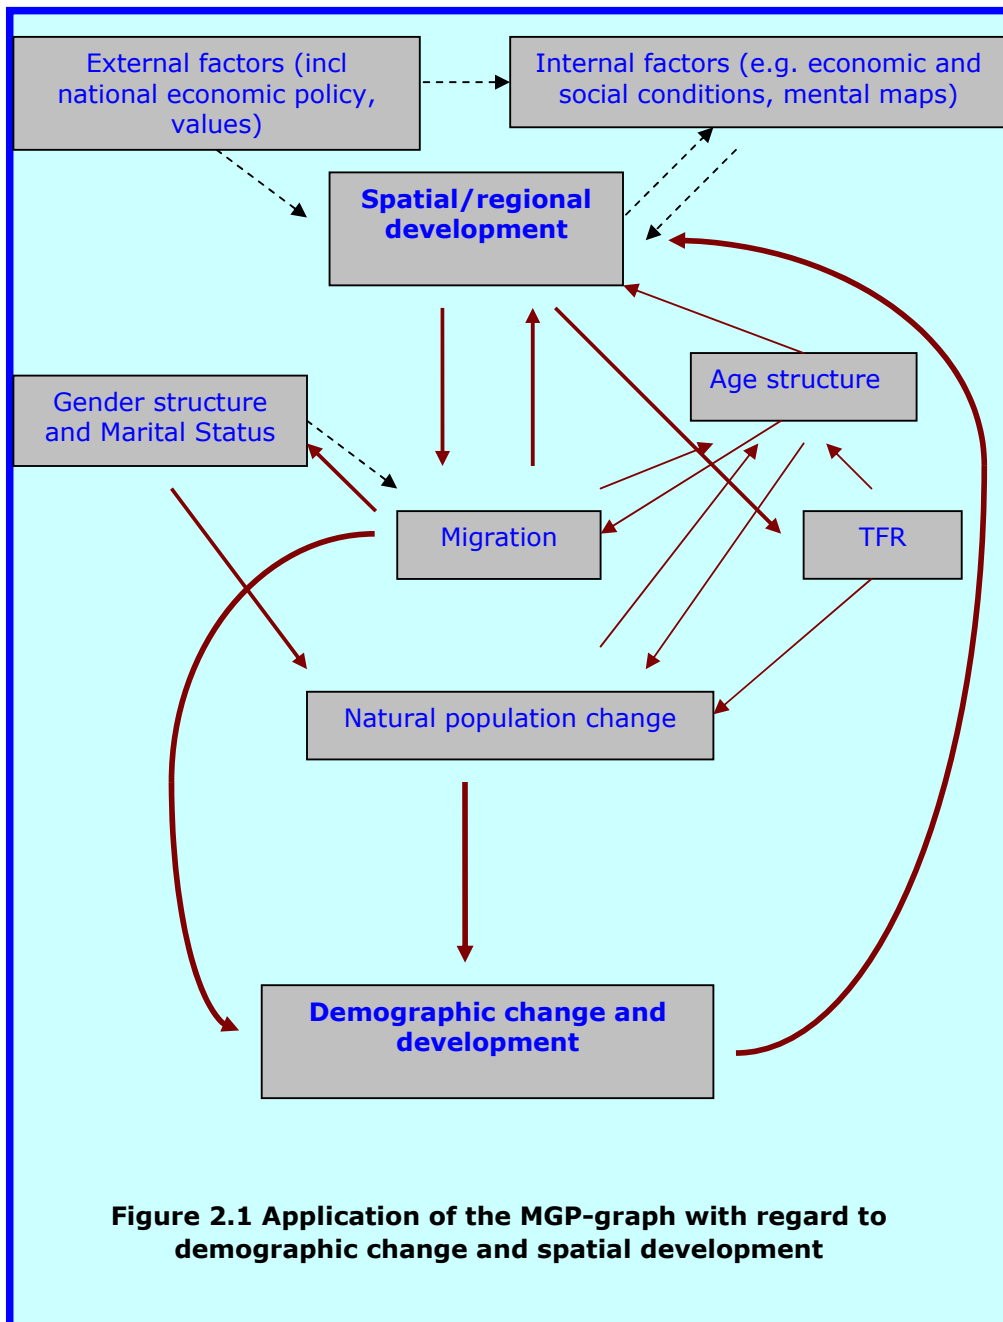 External factors (incl
national economic policy,
values)
Internal factors (e.g. economic and
social conditions, mental maps)
Spatial/regional
development
Age structure
Gender structure
and Marital Status
Migration
TFR
Natural population change
Demographic change and
development
Figure 2.1 Application of the MGP-graph with regard to
demographic change and spatial development